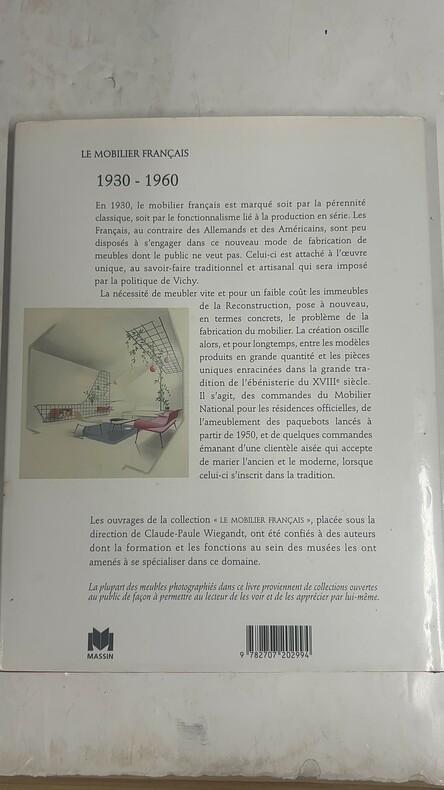 LE MOBILIER FRANÇAIS
1930 - 1960
En 1930, le mobilier français est marqué soit par la pérennité
classique, soit par le fonctionnalisme lié à la production en série. Les
Français, au contraire des Allemands et des Américains, sont peu
disposés à s'engager dans ce nouveau mode de fabrication de
meubles dont le public ne veut pas. Celui-ci est attaché à l'œuvre
unique, au savoir-faire traditionnel et artisanal qui sera imposé
par la politique de Vichy.
La nécessité de meubler vite et pour un faible coût les immeubles
de la Reconstruction, pose à nouveau,
en termes concrets, le problème de la
fabrication du mobilier. La création oscille
alors, et pour longtemps, entre les modèles
produits en grande quantité et les pièces
uniques enracinées dans la grande tra-
dition de l'ébénisterie du XVIIIe siècle.
Il s'agit, des commandes du Mobilier
National pour les résidences officielles, de
l'ameublement des paquebots lancés à
partir de 1950, et de quelques commandes
émanant d'une clientèle aisée qui accepte
de marier l'ancien et le moderne, lorsque
celui-ci s'inscrit dans la tradition.
Les ouvrages de la collection « LE MOBILIER FRANÇAIS », placée sous la
direction de Claude-Paule Wiegandt, ont été confiés à des auteurs
dont la formation et les fonctions au sein des musées les ont
amenés à se spécialiser dans ce domaine.
La plupart des meubles photographiés dans ce livre proviennent de collections ouvertes
au public de façon à permettre au lecteur de les voir et de les apprécier par lui-même.
MASSIN
9 782707 202994